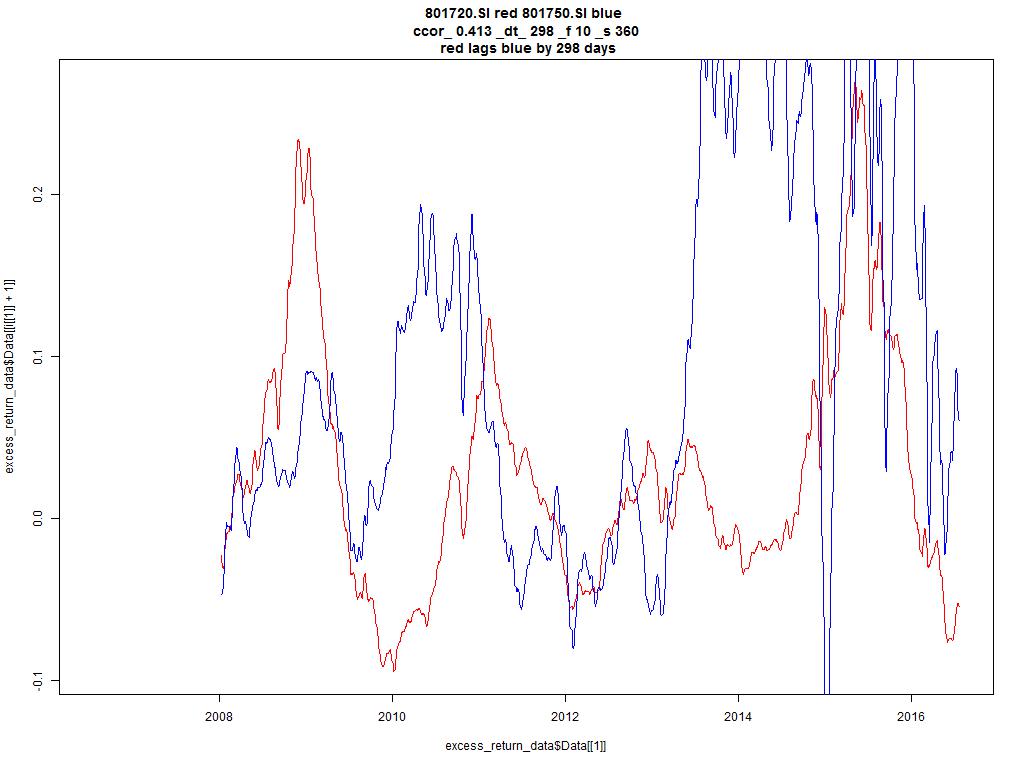 801720.SI red 801750.SI blue
ccor_ 0.413 _dt_ 298 _f 10 _s 360
red lags blue by 298 days
excess_return_data$Data[[i[[1]] + 1]]
0.2
0.1
0.0
-0.1
2008 2010 2012 2014 2016
excess_return_data$Data[[1]]